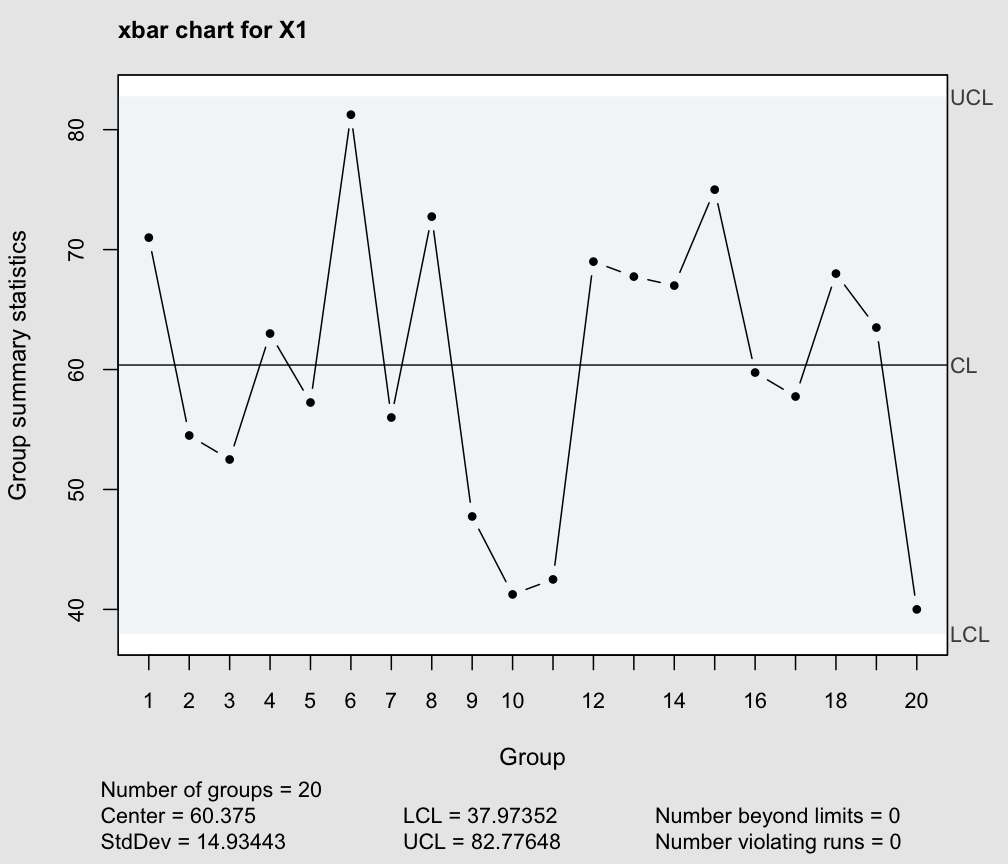 xbar chart for X1
UCL
80
70
60
50
40
CL
LCL
Group summary statistics
1 2 3 4 5 6 7 8 9 10 12 14 16 18 20
Group
Number of groups = 20
Center = 60.375 LCL = 37.97352 Number beyond limits = 0
StdDev = 14.93443 UCL = 82.77648 Number violating runs = 0